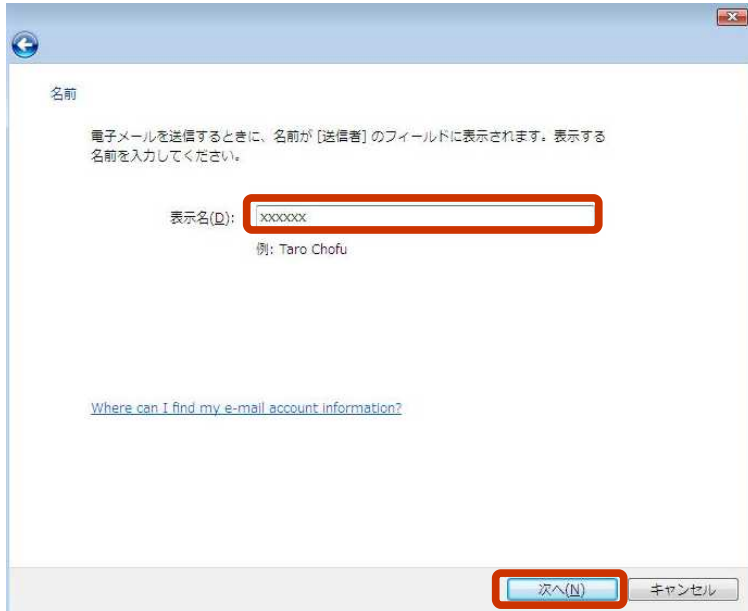 名前
電子メールを送信するときに、名前が [送信者] のフィールドに表示されます。表示する
名前を入力してください。
表示名(D): xxxxxx
例: Taro Chofu
Where can I find my e-mail account information?
次へ(N) キャンセル